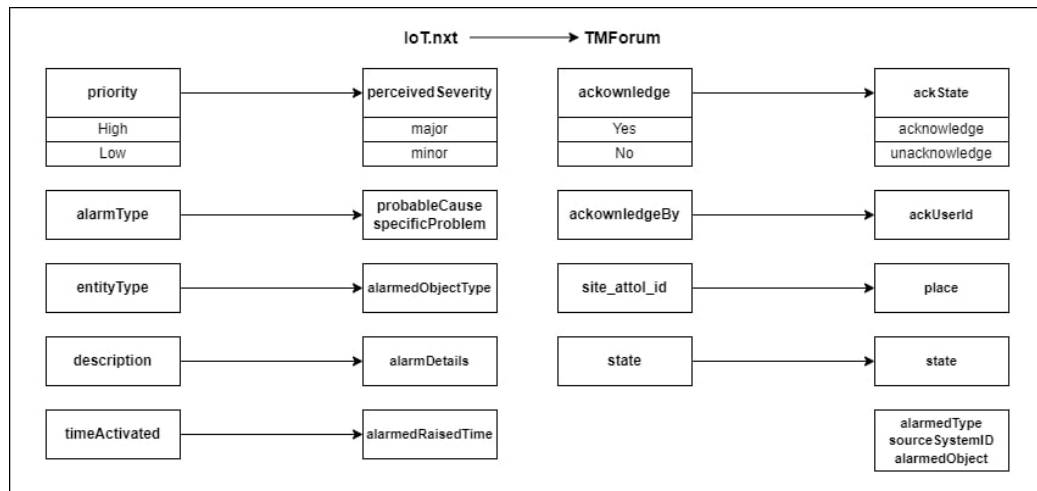 IoT.nxt TMForum
priority
High
Low
perceivedSeverity
major
minor
ackownledge
Yes
No
ackState
acknowledge
unacknowledge
alarmType
probableCause
specificProblem
ackownledgeBy
ackUserId
entityType
alarmedObjectType
site_attol_id
place
description
alarmDetails
state
state
timeActivated
alarmedRaisedTime
alarmedType
sourceSystemID
alarmedObject